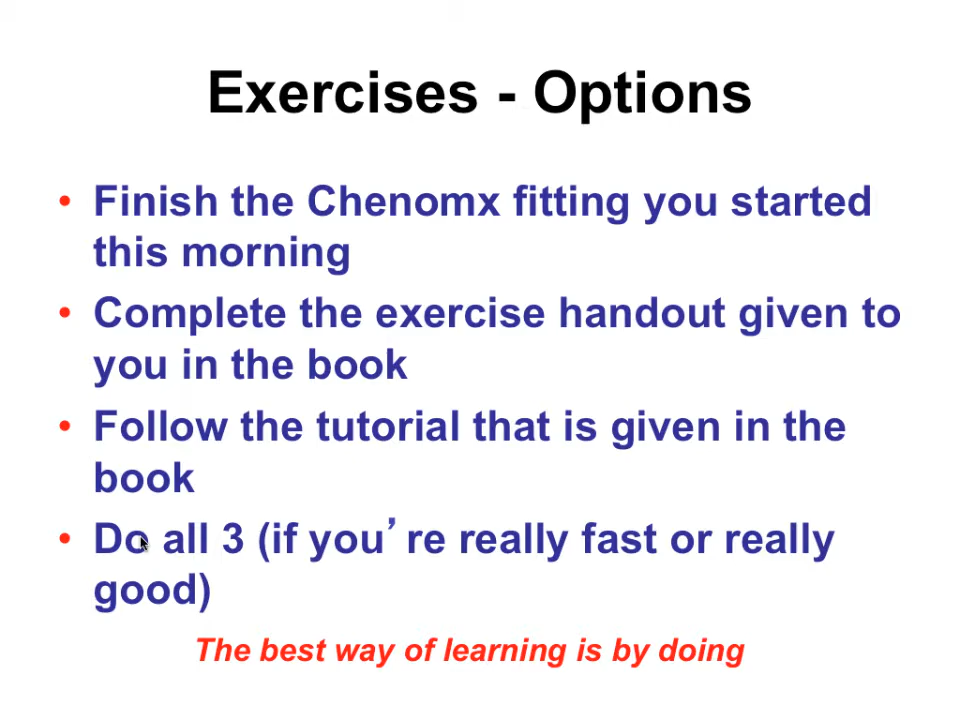 Exercises - Options
• Finish the Chenomx fitting you started
this morning
• Complete the exercise handout given to
you in the book
• Follow the tutorial that is given in the
book
• Do all 3 (if you’re really fast or really
good)
The best way of learning is by doing